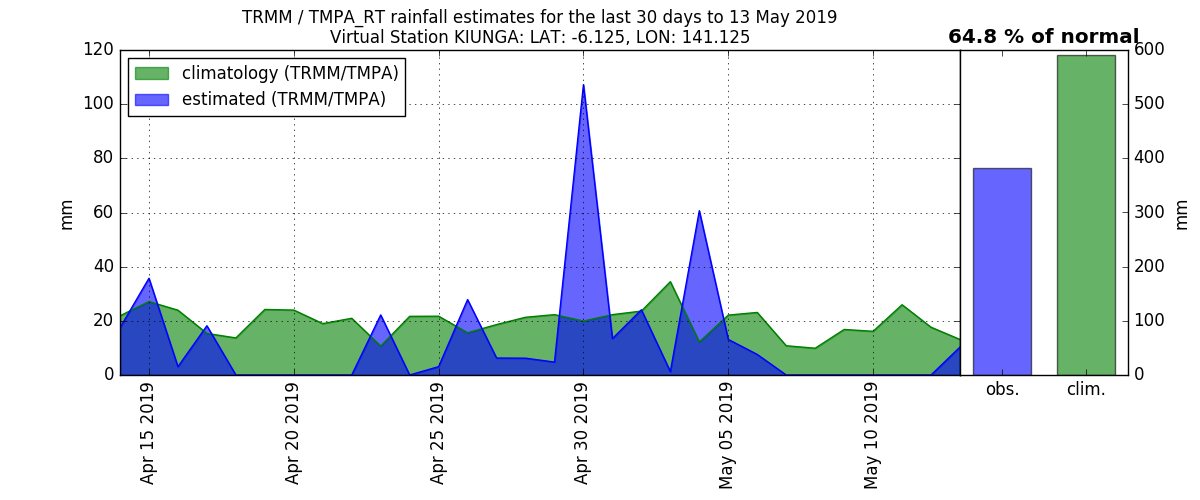 TRMM / TMPA_RT rainfall estimates for the last 30 days to 13 May 2019
Virtual Station KIUNGA: LAT: -6.125, LON: 141.125
64.8 % of normal
climatology (TRMM/TMPA)
estimated (TRMM/TMPA)
mm
120
100
80
60
40
20
0
Apr 15 2019
Apr 20 2019
Apr 25 2019
Apr 30 2019
May 05 2019
May 10 2019
obs.
clim.
600
500
400
300
200
100
0
mm